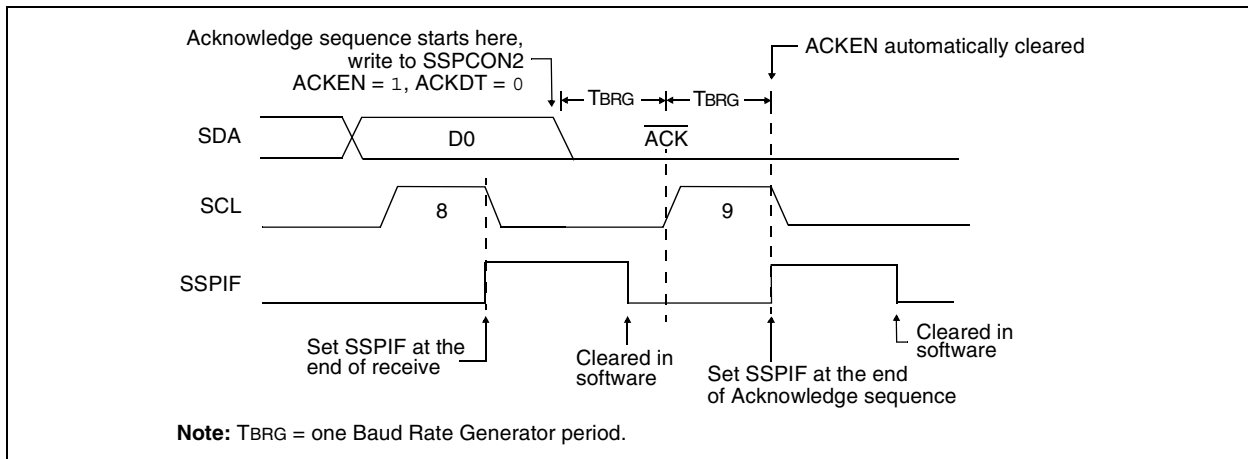 Acknowledge sequence starts here,
write to SSPCON2
ACKEN = 1, ACKDT = 0
ACKEN automatically cleared
TBRG
TBRG
SDA
D0
ACK
SCL
8
9
SSPIF
Set SSPIF at the
end of receive
Cleared in
software
Set SSPIF at the end
of Acknowledge sequence
Cleared in
software
Note: TBRG = one Baud Rate Generator period.